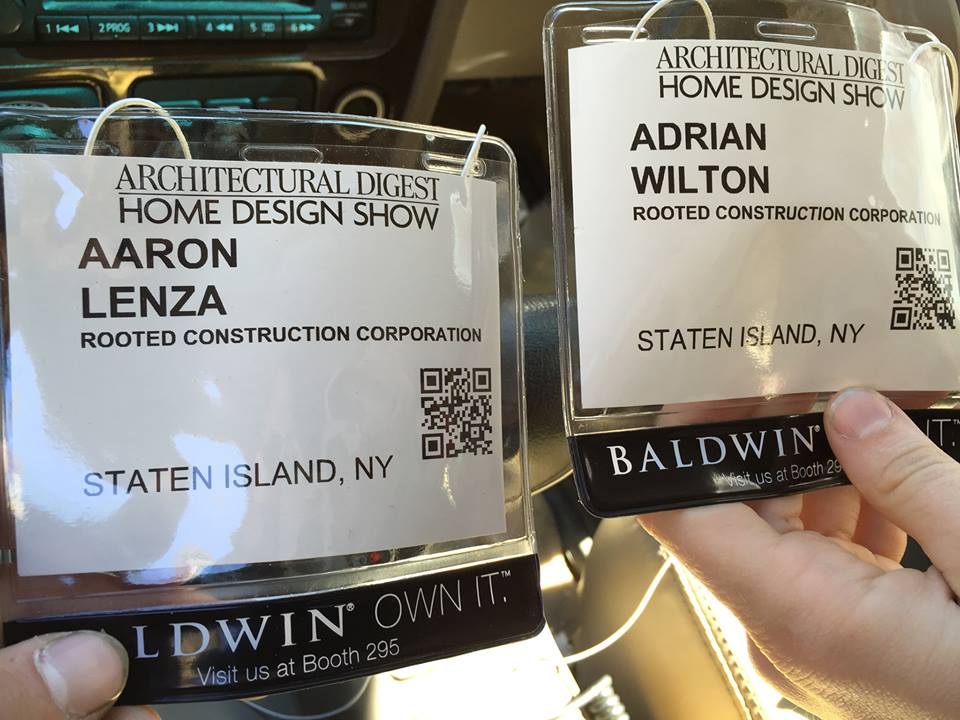 1 2 PROG 3 4 5 6
ARCHITECTURAL DIGEST
HOME DESIGN SHOW
AARON
LENZA
ROOTED CONSTRUCTION CORPORATION
STATEN ISLAND, NY
LDWIN® OWN IT.™
Visit us at Booth 295
ARCHITECTURAL DIGEST
HOME DESIGN SHOW
ADRIAN
WILTON
ROOTED CONSTRUCTION CORPORATION
STATEN ISLAND, NY
BALDWIN® IT.™
Visit us at Booth 29